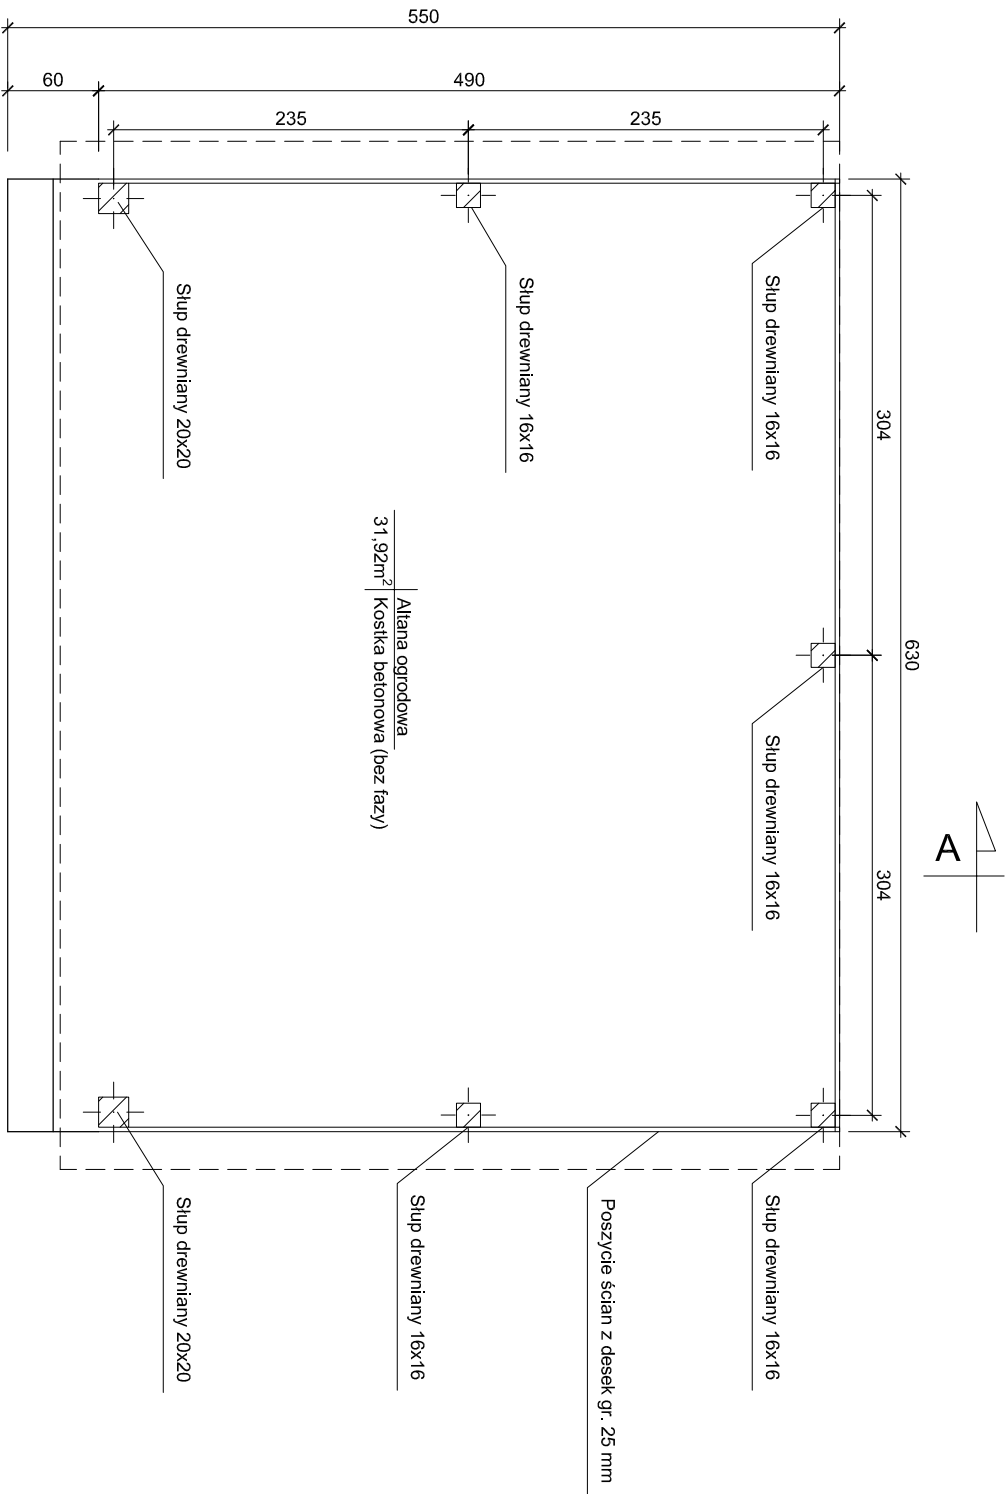 550
60
490
235
235
Słup drewniany 20x20
Słup drewniany 16x16
Słup drewniany 16x16
304
630
Altana ogrodowa
31,92m² Kostka betonowa (bez fazy)
Słup drewniany 16x16
A
304
Słup drewniany 20x20
Słup drewniany 16x16
Poszycie ścian z desek gr. 25 mm
Słup drewniany 16x16